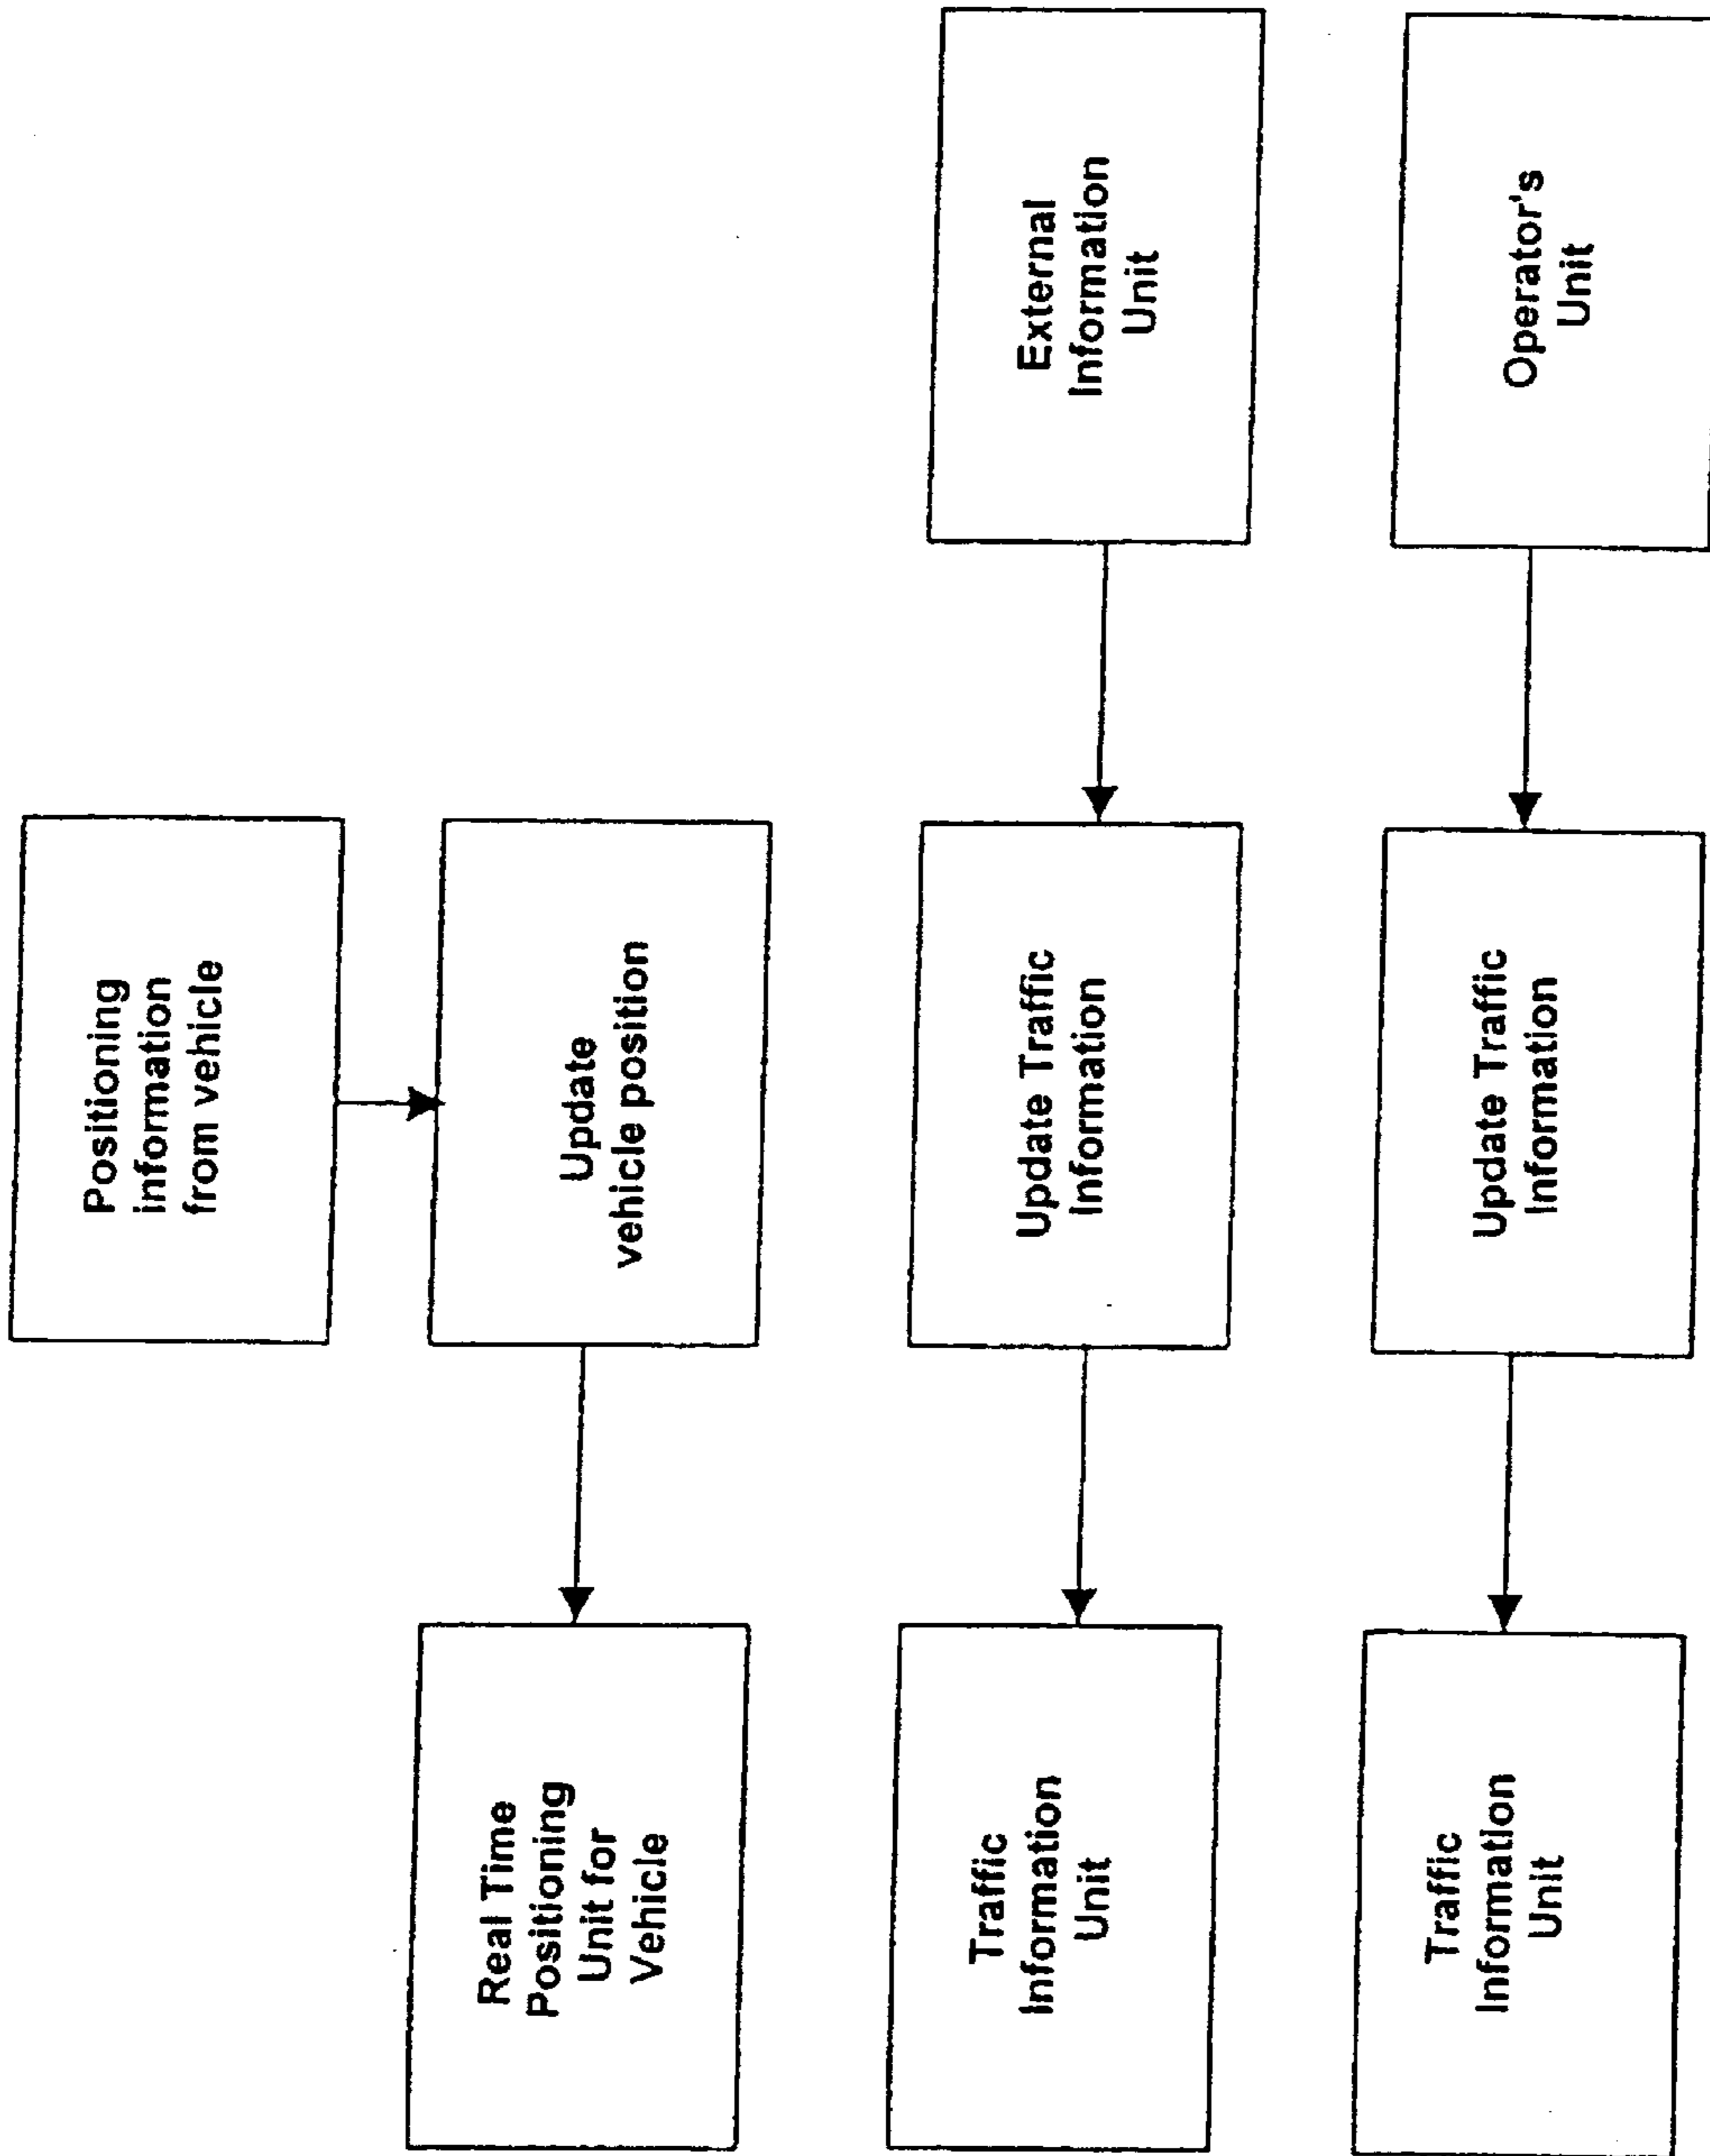 Positioning
information
from vehicle
Real Time
Positioning
Unit for
Vehicle
Update
vehicle position
Traffic
Information
Unit
Update Traffic
Information
External
Information
Unit
Traffic
Information
Unit
Update Traffic
Information
Operator's
Unit